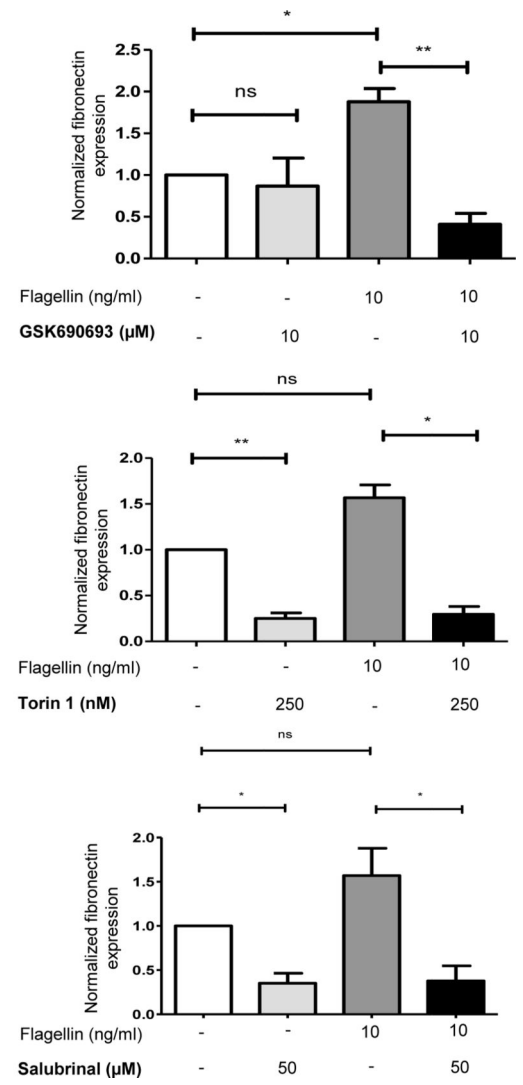 *
**
ns
Normalized fibronectin
expression
2.5
2.0
1.5
1.0
0.5
0.0
Flagellin (ng/ml) - - 10 10
GSK690693 (µM) - 10 - 10
ns
**
*
Normalized fibronectin
expression
2.0
1.5
1.0
0.5
0.0
Flagellin (ng/ml) - - 10 10
Torin 1 (nM) - 250 - 250
ns
*
*
Normalized fibronectin
expression
2.0
1.5
1.0
0.5
0.0
Flagellin (ng/ml) - - 10 10
Salubrinal (µM) - 50 - 50